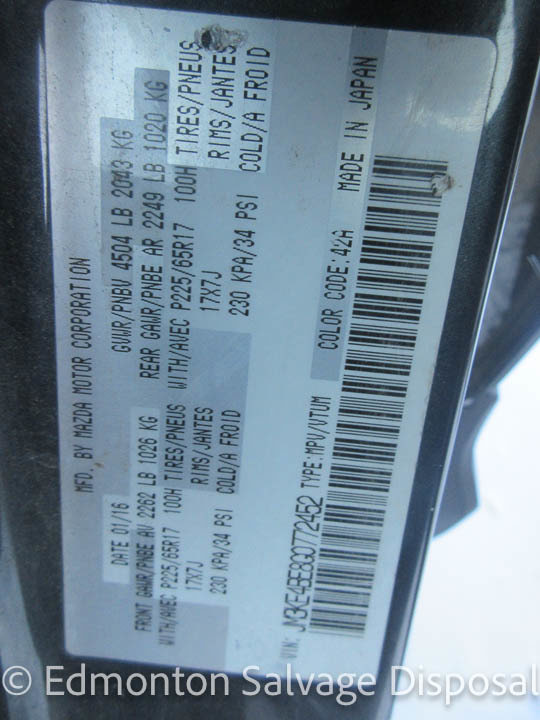 MFD. BY MAZDA MOTOR CORPORATION
DATE 01/16 GVWR/PNBV 4504 LB 2043 KG
FRONT GAWR/PNBE AV 2262 LB 1026 KG REAR GAWR/PNBE AR 2249 LB 1020 KG
WITH/AVEC P225/65R17 100H TIRES/PNEUS WITH/AVEC P225/65R17 100H TIRES/PNEUS
17X7J RIMS/JANTES 17X7J RIMS/JANTES
230 KPA/34 PSI COLD/A FROID 230 KPA/34 PSI COLD/A FROID
VIN: JM3KE4BE8G0772452 TYPE:MPV/VTUM COLOR CODE:42A MADE IN JAPAN
© Edmonton Salvage Disposal